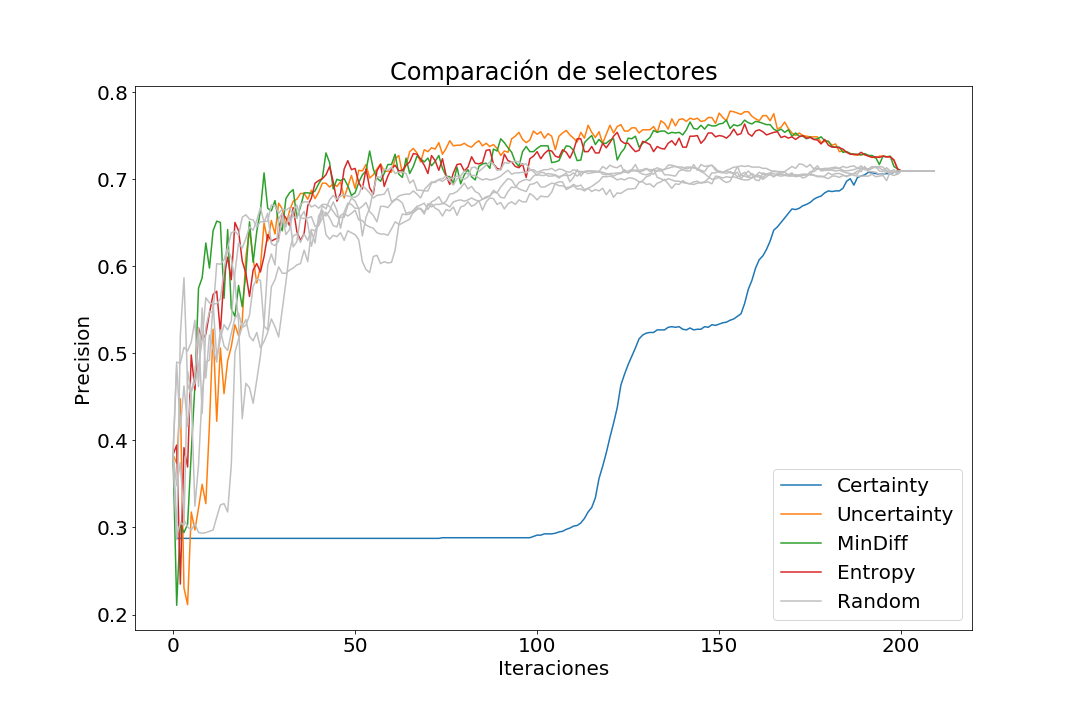 Comparación de selectores
0.8
0.7
0.6
0.5
0.4
0.3
0.2
Precision
0
50
100
150
200
Iteraciones
Certainty
Uncertainty
MinDiff
Entropy
Random